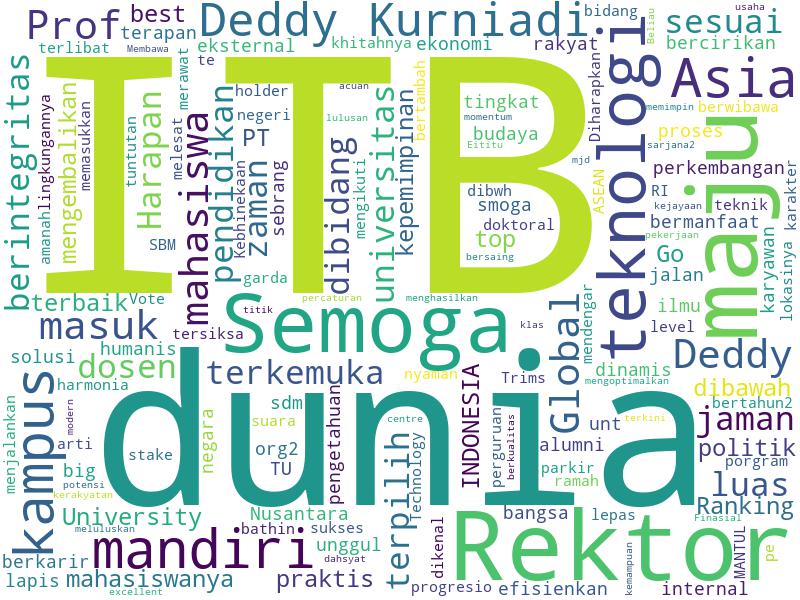 Prof
best
terapan
Deddy Kurniadi
bidang
Beliau
usaha
sesuai
bercirikan
terlibat
Membawa
eksternal
khitahnya
ekonomi
rakyat
te
merawat
ITB
Asia
berintegritas
amanah
lingkungannya
mengembalikan
memasukkan
tuntutan
Harapan
melesat
mahasiswa
pendidikan
holder
negeri
PT
Kebhinekaan
zaman
sebrang
acuan
lulusan
dibidang
mengikuti
universitas
kepemimpinan
bertambah
tingkat
momentum
budaya
Eititu
dibwh
smoga
doktoral
top
bersaing
Diharapkan
ASEAN
mjd
teknologi
memimpin
berwibawa
proses
sarjana2
maju
perkembangan
RI
kejayaan
teknik
bermanfaat
pekerjaan
Go
jalan
karyawan
lokasinya
karakter
SBM
garda
percaturan
menghasilkan
terbaik
Vote
masuk
tersiksa
titik
Semoga
klas
Global
mendengar
ilmu
level
solusi
humanis
dosen
harmonia
terkemuka
nyaman
Trims
dinamis
mengoptimalkan
Deddy
dibawah
bertahun2
menjalankan
kampus
modern
arti
big
potensi
kerakyatan
dunia
stake
negara
sdm
suara
org2
TU
pengetahuan
centre
terpilih
Technology
INDONESIA
perguruan
berkualitas
alumni
unt
parkir
ramah
terkini
jaman
politik
porgram
luas
Ranking
University
meluluskan
Nusantara
bathin
sukses
bangsa
lepas
Finasial
mandiri
unggul
dahsyat
dikenal
Rektor
MANTUL
pe
berkarir
lapis
mahasiswanya
excellent
praktis
progresio
efisienkan
kemampuan
internal